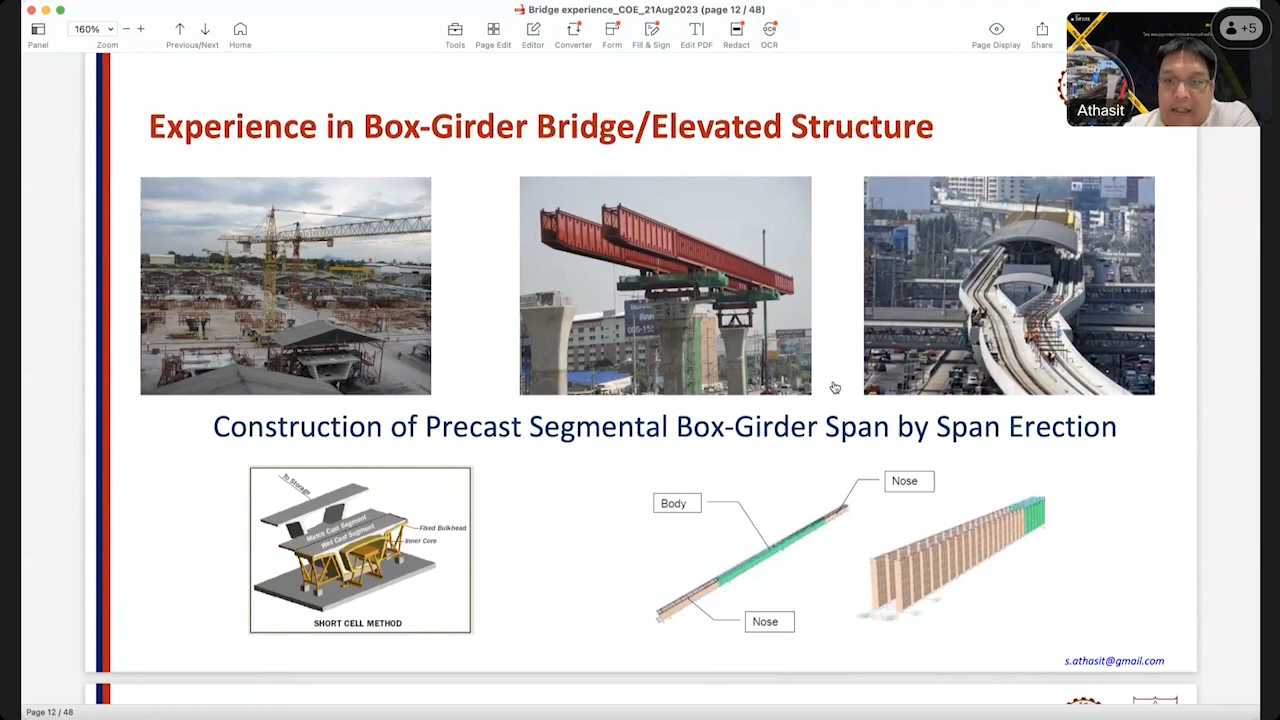 Bridge experience_COE_21Aug2023 (page 12 / 48)
160%
Panel
Zoom
Previous/Next
Home
Tools
Page Edit
Editor
Converter
Form
Fill & Sign
Edit PDF
Redact
OCR
Page Display
Share
+5
Athasit
Experience in Box-Girder Bridge/Elevated Structure
Construction of Precast Segmental Box-Girder Span by Span Erection
To Storage
Match Cast Segment
Wet Cast Segment
Fixed Bulkhead
Inner Core
SHORT CELL METHOD
Body
Nose
Nose
s.athasit@gmail.com
Page 12 / 48